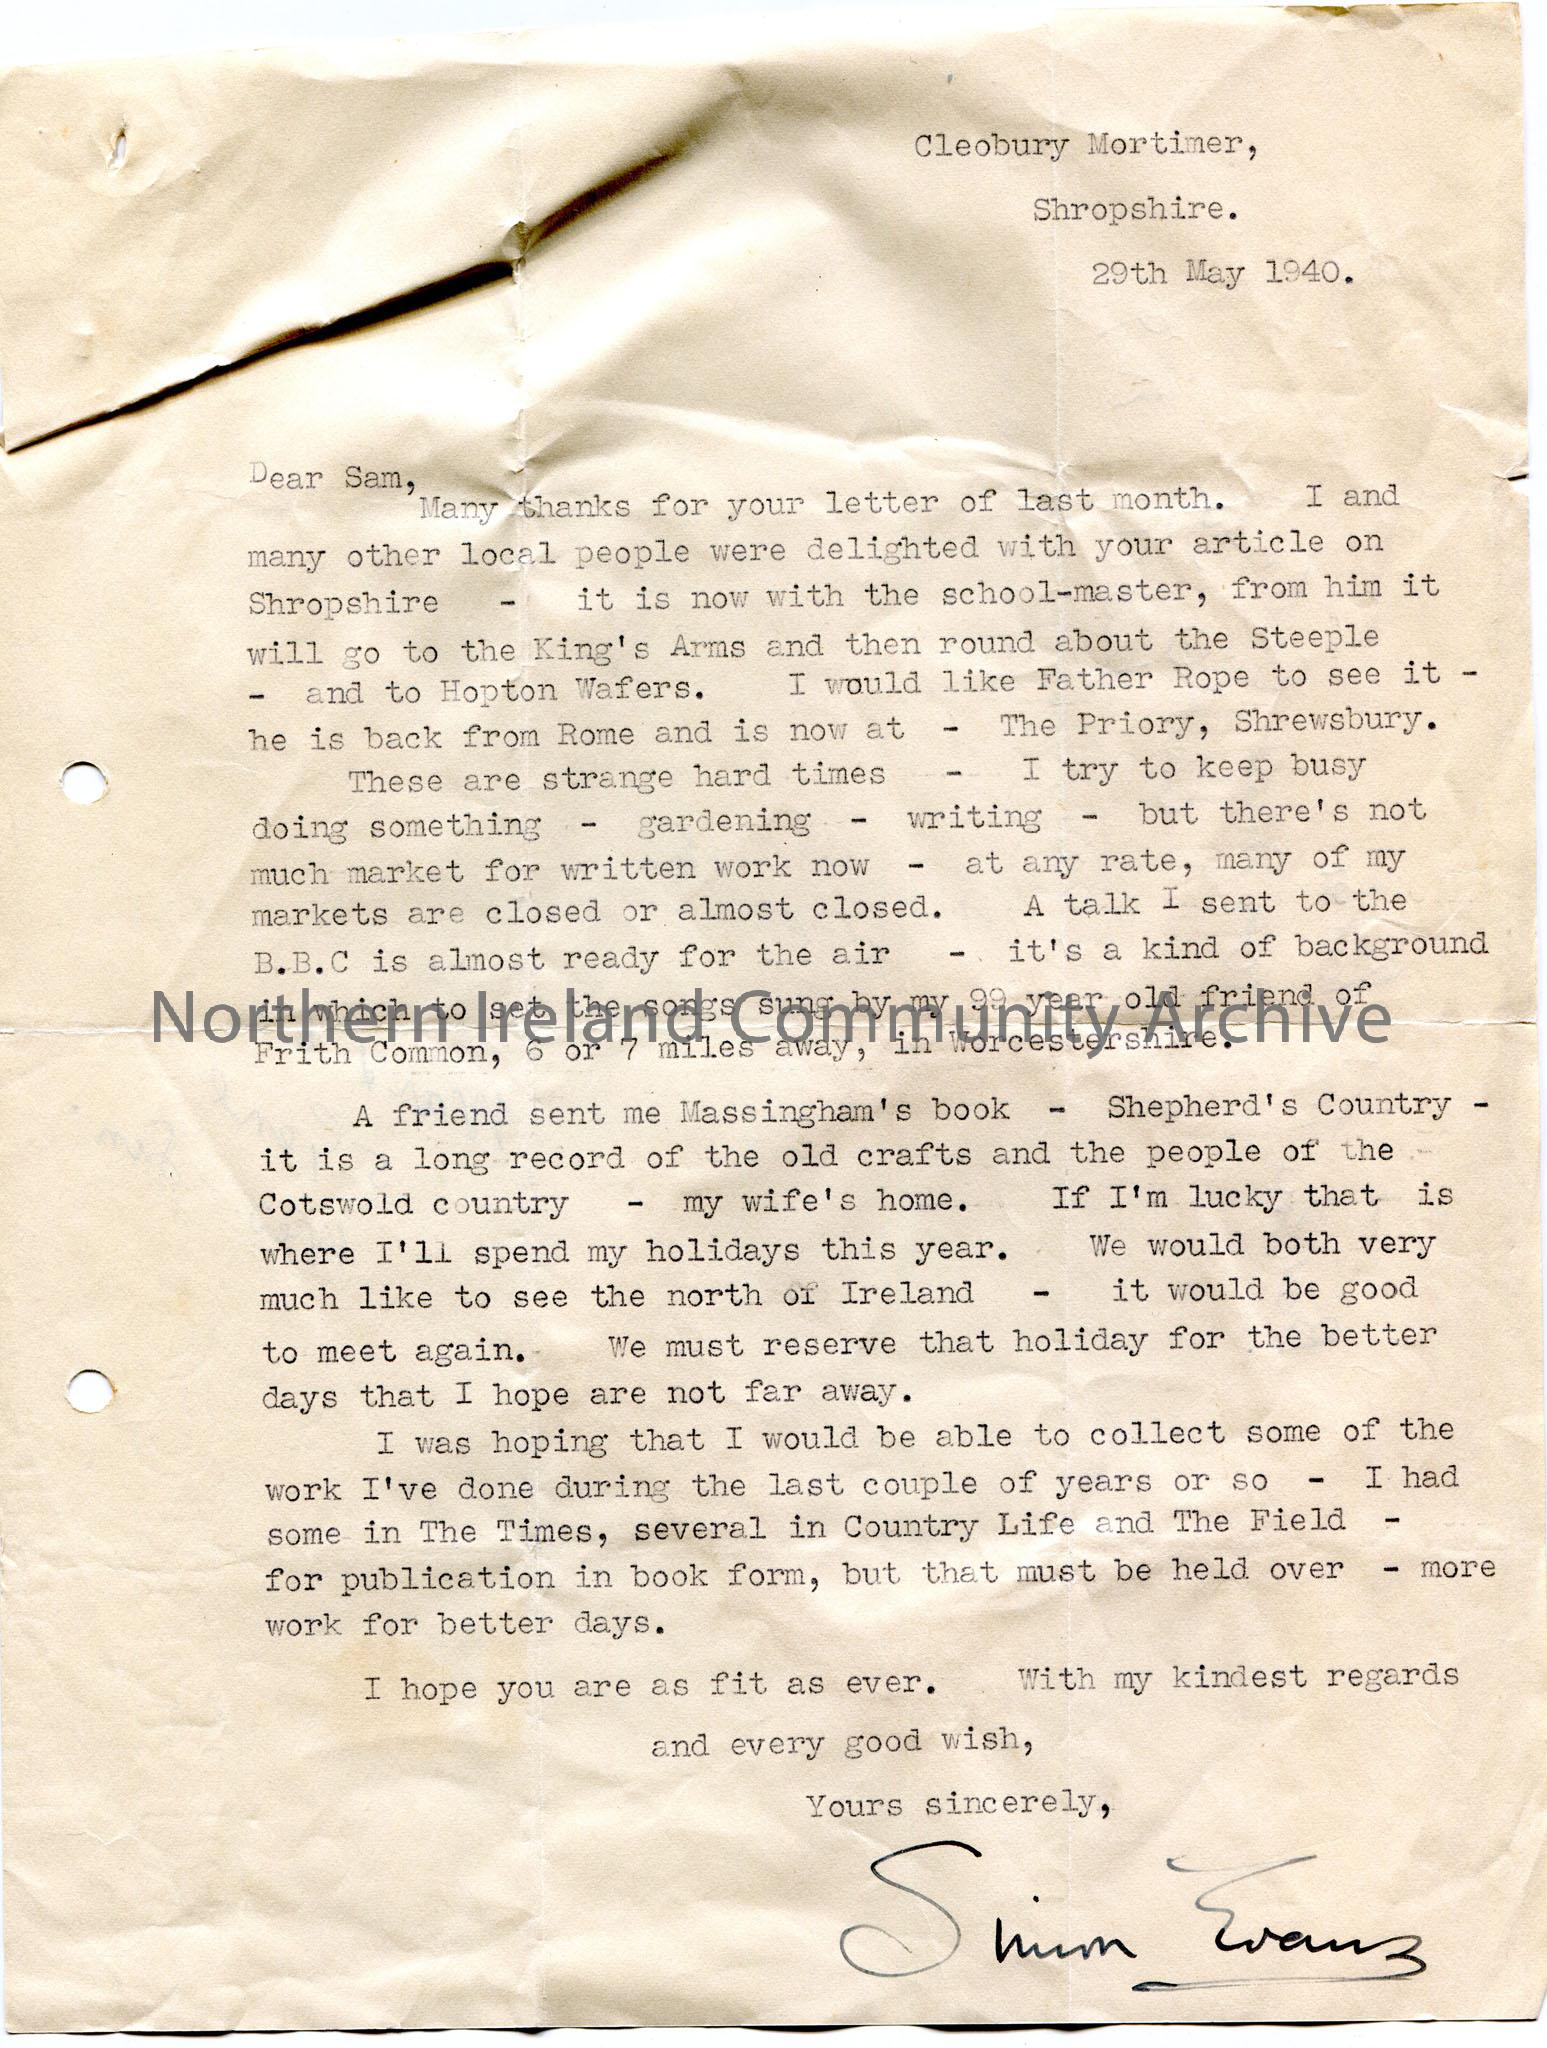 Cleobury Mortimer,
Shropshire.
29th May 1940.
Dear Sam,
Many thanks for your letter of last month. I and
many other local people were delighted with your article on
Shropshire - it is now with the school-master, from him it
will go to the King's Arms and then round about the Steeple
- and to Hopton Wafers. I would like Father Rope to see it -
he is back from Rome and is now at - The Priory, Shrewsbury.
These are strange hard times - I try to keep busy
doing something - gardening - writing - but there's not
much market for written work now - at any rate, many of my
markets are closed or almost closed. A talk I sent to the
B.B.C is almost ready for the air - it's a kind of background
in which to set the songs sung by my 99 year old friend of
Northern Ireland Community Archive
Frith Common, 6 or 7 miles away, in Worcestershire.
A friend sent me Massingham's book - Shepherd's Country -
it is a long record of the old crafts and the people of the -
Cotswold country - my wife's home. If I'm lucky that is
where I'll spend my holidays this year. We would both very
much like to see the north of Ireland - it would be good
to meet again. We must reserve that holiday for the better
days that I hope are not far away.
I was hoping that I would be able to collect some of the
work I've done during the last couple of years or so - I had
some in The Times, several in Country Life and The Field -
for publication in book form, but that must be held over - more
work for better days.
I hope you are as fit as ever. With my kindest regards
and every good wish,
Yours sincerely,
Simon Evans